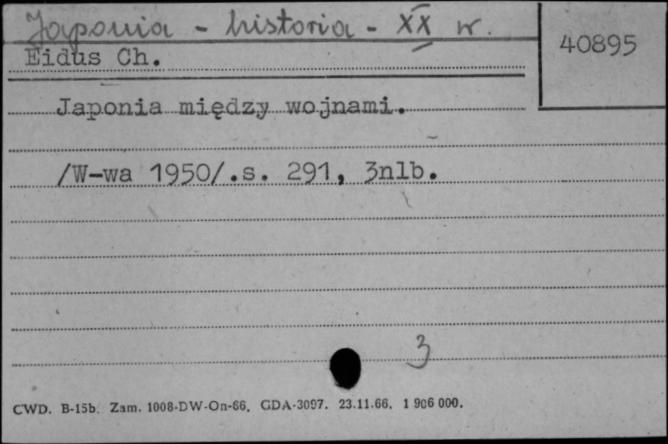 Japonia - historia - XX w.
40895
Eidus Ch.
Japonia między wojnami.
/W-wa 1950/.s. 291, 3nlb.
3
CWD. B-15b. Zam. 1008-DW-On-66. GDA-3097. 23.11.66. 1 906 000.